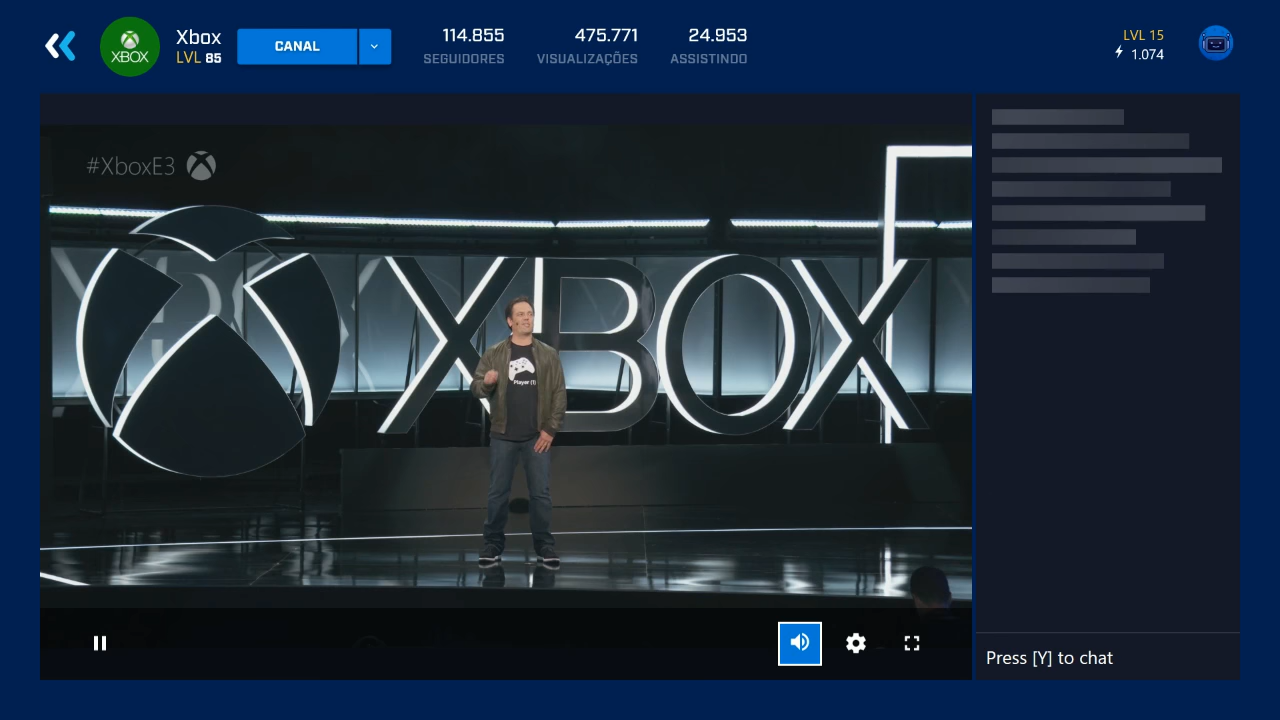 Xbox
LVL 85
XBOX
CANAL
114.855
SEGUIDORES
475.771
VISUALIZAÇÕES
24.953
ASSISTINDO
LVL 15
1.074
#XboxE3
XBOX
Player (1)
Press [Y] to chat